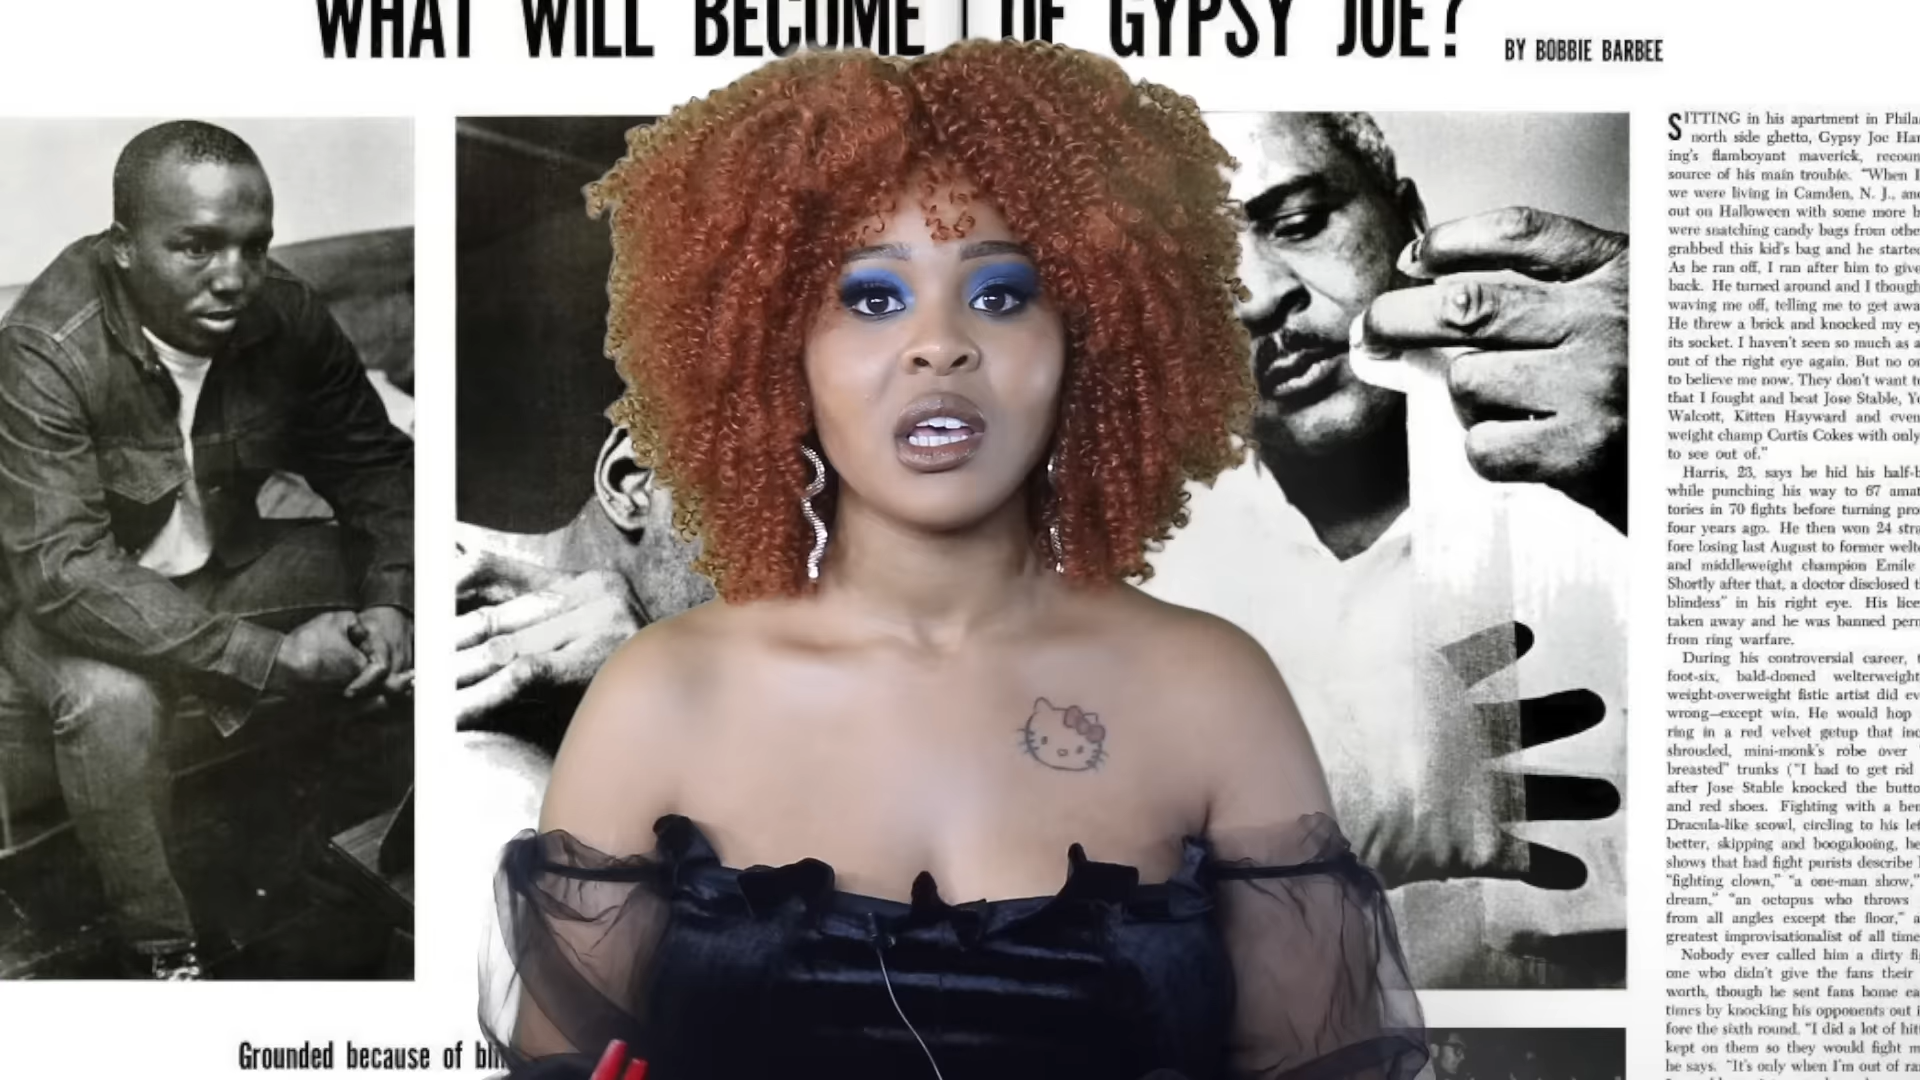 WHAT WILL BECOME OF GYPSY JOE?
BY BOBBIE BARBEE
SITTING in his apartment in Phila
north side ghetto, Gypsy Joe Har
ing's flamboyant maverick, recoun
source of his main trouble. "When I
we were living in Camden, N. J., and
out on Halloween with some more b
were snatching candy bags from othe
grabbed this kid's bag and he started
As he ran off, I ran after him to give
back. He turned around and I though
waving me off, telling me to get awa
He threw a brick and knocked my ey
its socket. I haven't seen so much as a
out of the right eye again. But no on
to believe me now. They don't want to
that I fought and beat Jose Stable, Yo
Walcott, Kitten Hayward and even
weight champ Curtis Cokes with only
to see out of."
Harris, 23, says he hid his half-b
while punching his way to 67 amat
tories in 70 fights before turning pro
four years ago. He then won 24 stra
fore losing last August to former welte
and middleweight champion Emile
Shortly after that, a doctor disclosed t
blindess" in his right eye. His lice
taken away and he was banned perm
from ring warfare.
During his controversial career, t
foot-six, bald-domed welterweight
weight-overweight fistic artist did ev
wrong—except win. He would hop
ring in a red velvet getup that inc
shrouded, mini-monk's robe over
breasted" trunks ("I had to get rid
after Jose Stable knocked the butto
and red shoes. Fighting with a ben
Dracula-like scowl, circling to his lef
better, skipping and boogalooing, he
shows that had fight purists describe
"fighting clown," "a one-man show,"
dream," "an octopus who throws
from all angles except the floor," a
greatest improvisationalist of all time
Nobody ever called him a dirty fi
one who didn't give the fans their
worth, though he sent fans home ea
times by knocking his opponents out i
fore the sixth round. "I did a lot of hit
kept on them so they would fight m
he says. "It's only when I'm out of ra
Grounded because of bli